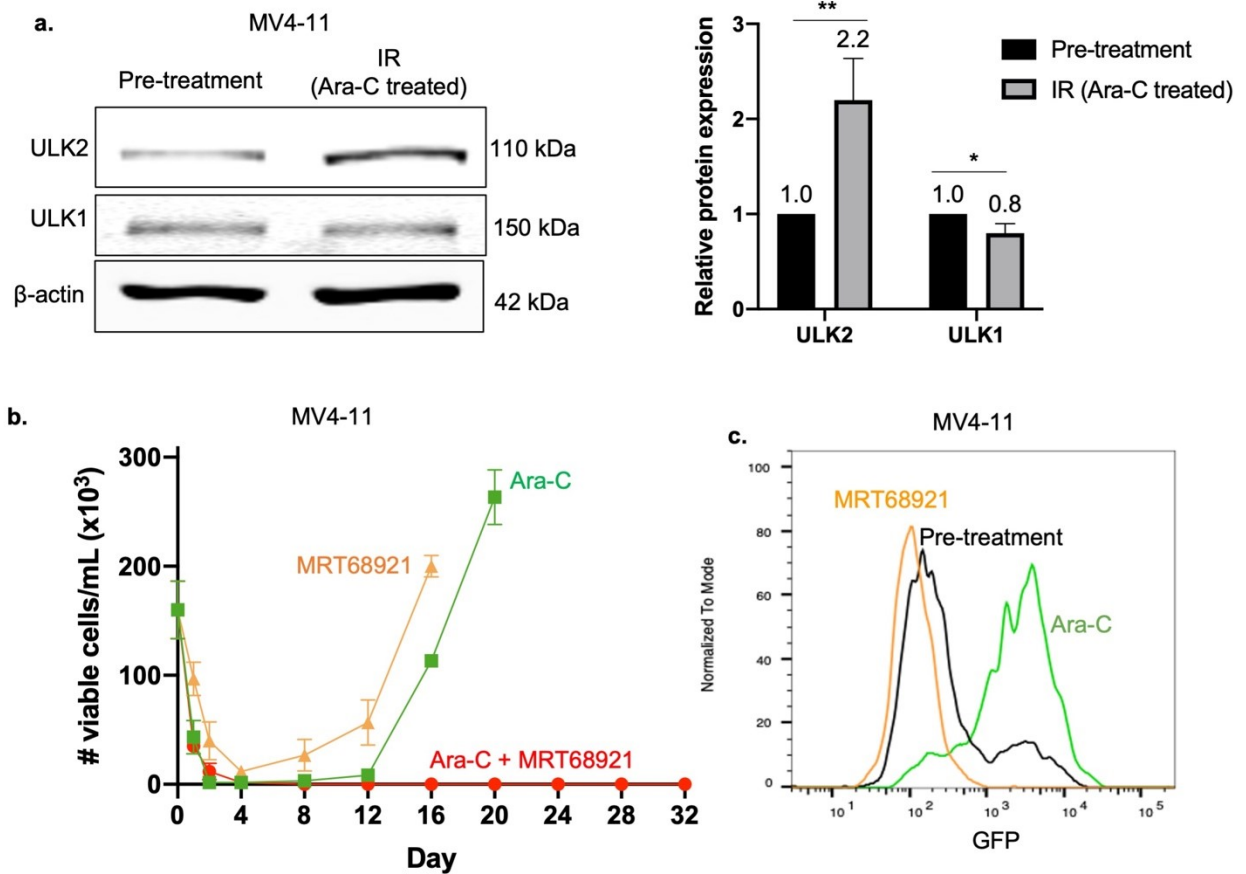 a.
MV4-11
Pre-treatment
IR
(Ara-C treated)
ULK2
110 kDa
ULK1
150 kDa
β-actin
42 kDa
Relative protein expression
3
2
1
0
**
2.2
1.0
*
1.0
0.8
ULK2
ULK1
Pre-treatment
IR (Ara-C treated)
b.
MV4-11
# viable cells/mL (x10³)
300
200
100
0
Ara-C
MRT68921
Ara-C + MRT68921
0 4 8 12 16 20 24 28 32
Day
c.
MV4-11
Normalized To Mode
100
80
60
40
20
0
MRT68921
Pre-treatment
Ara-C
10¹ 10² 10³ 10⁴ 10⁵
GFP